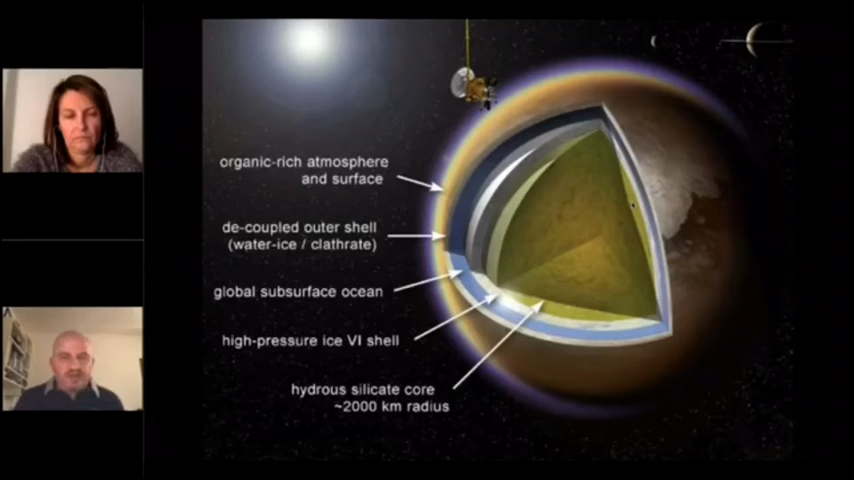 organic-rich atmosphere
and surface
de-coupled outer shell
(water-ice / clathrate)
global subsurface ocean
high-pressure ice VI shell
hydrous silicate core
~2000 km radius